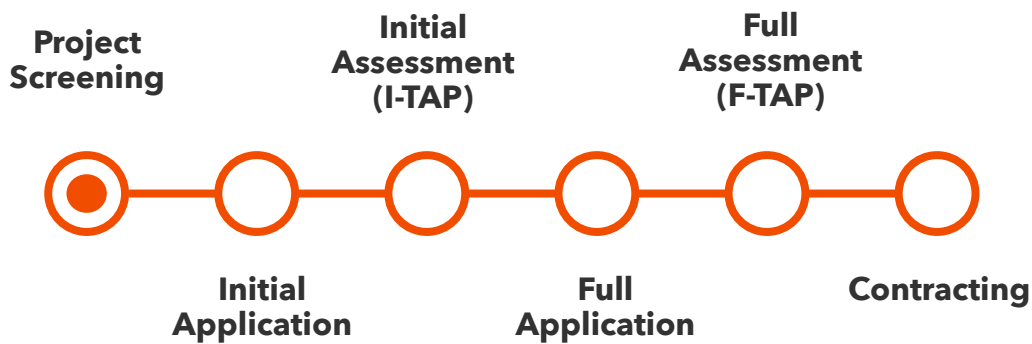 Project
Screening
Initial
Application
Initial
Assessment
(I-TAP)
Full
Application
Full
Assessment
(F-TAP)
Contracting